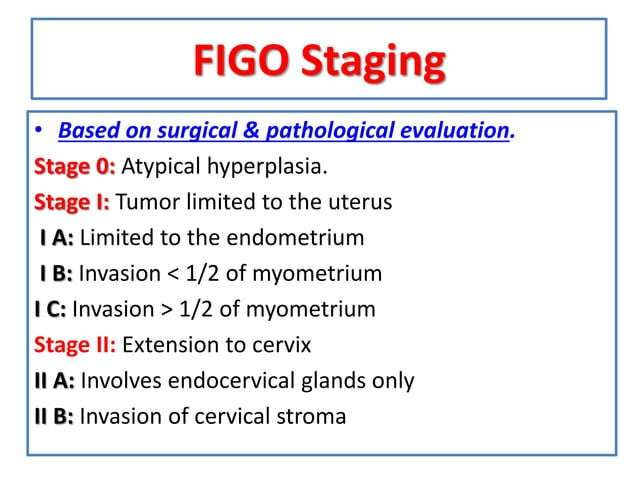 FIGO Staging
• Based on surgical & pathological evaluation.
Stage 0: Atypical hyperplasia.
Stage I: Tumor limited to the uterus
I A: Limited to the endometrium
I B: Invasion < 1/2 of myometrium
I C: Invasion > 1/2 of myometrium
Stage II: Extension to cervix
II A: Involves endocervical glands only
II B: Invasion of cervical stroma